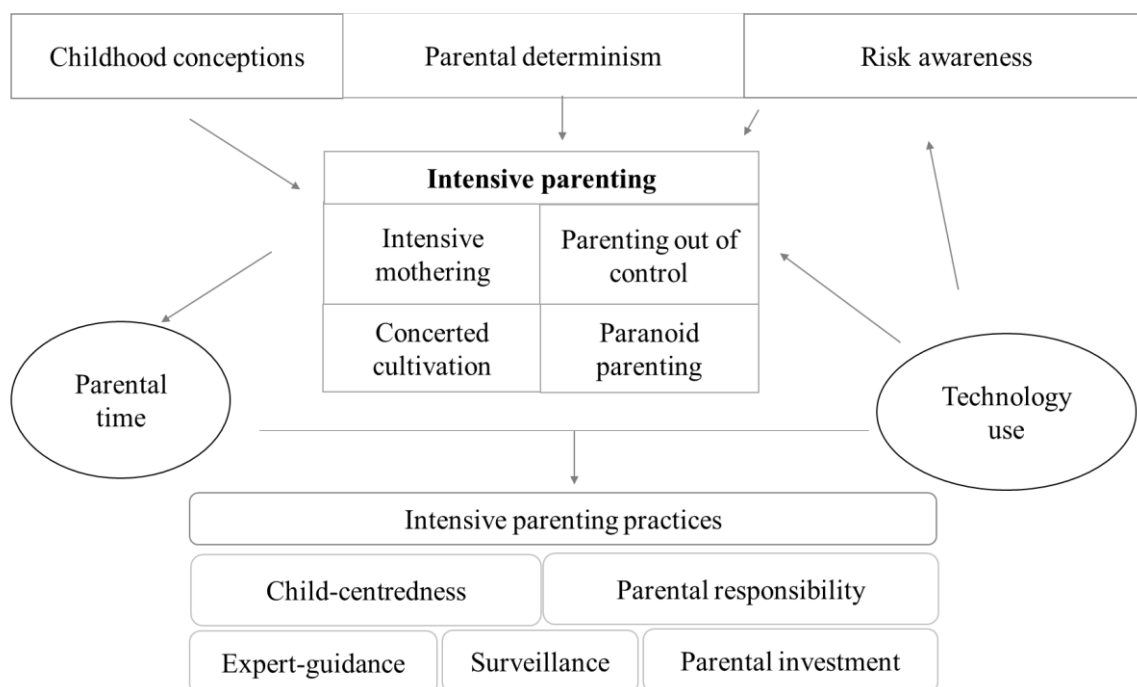 Childhood conceptions
Parental determinism
Risk awareness
Intensive parenting
Intensive
mothering
Parenting out of
control
Concerted
cultivation
Paranoid
parenting
Parental
time
Technology
use
Intensive parenting practices
Child-centredness
Parental responsibility
Expert-guidance
Surveillance
Parental investment